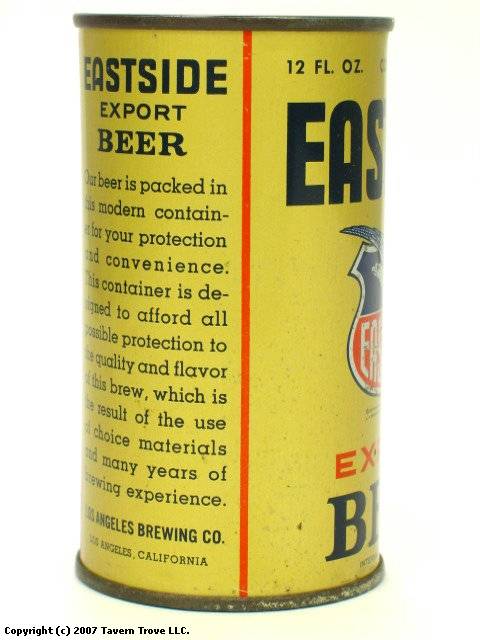 EASTSIDE
EXPORT
BEER
Our beer is packed in
this modern contain-
er for your protection
and convenience.
This container is de-
signed to afford all
possible protection to
the quality and flavor
of this brew, which is
the result of the use
of choice materials
and many years of
brewing experience.
LOS ANGELES BREWING CO.
LOS ANGELES, CALIFORNIA
12 FL. OZ. C
EAS
EA
EX
BE
INTER
Copyright (c) 2007 Tavern Trove LLC.